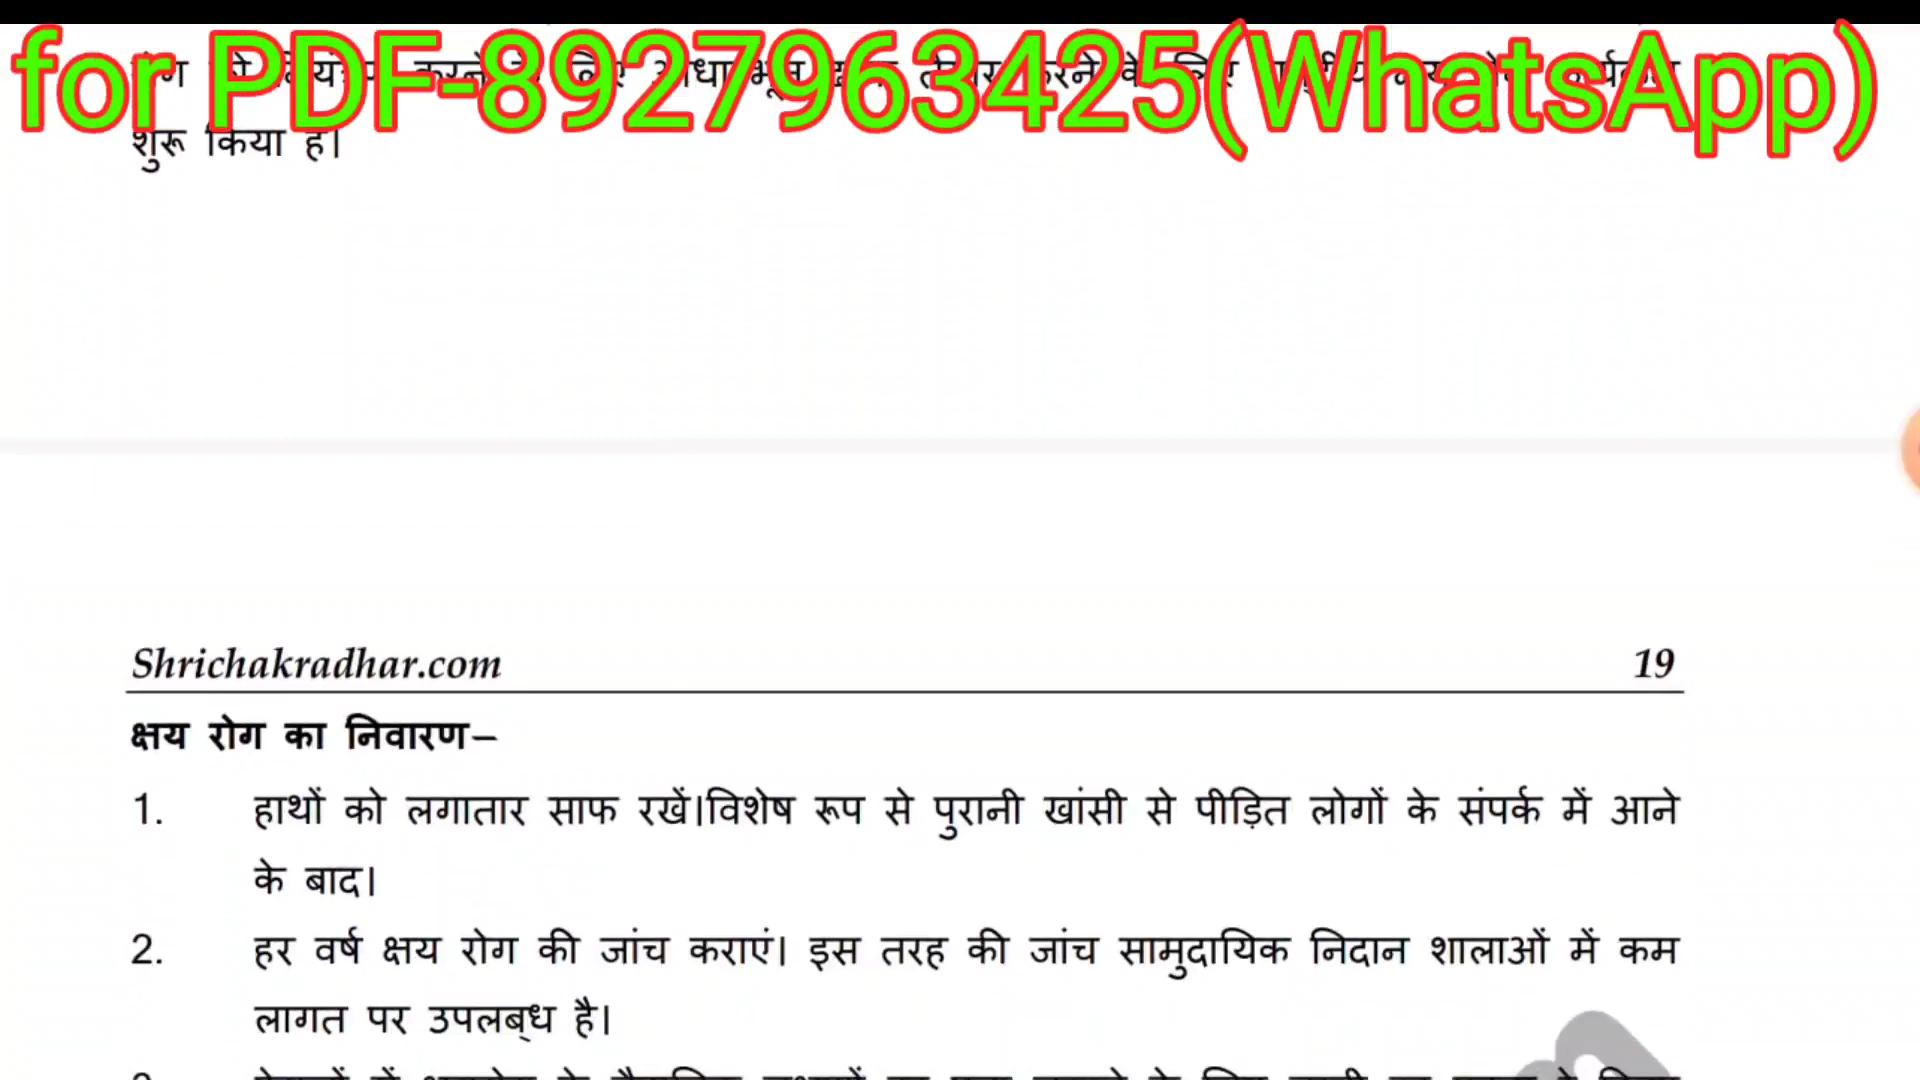 for PDF-8927963425(WhatsApp)
शुरू किया है।
Shrichakradhar.com 19
क्षय रोग का निवारण–
1. हाथों को लगातार साफ रखें।विशेष रूप से पुरानी खांसी से पीड़ित लोगों के संपर्क में आने
के बाद।
2. हर वर्ष क्षय रोग की जांच कराएं। इस तरह की जांच सामुदायिक निदान शालाओं में कम
लागत पर उपलब्ध है।